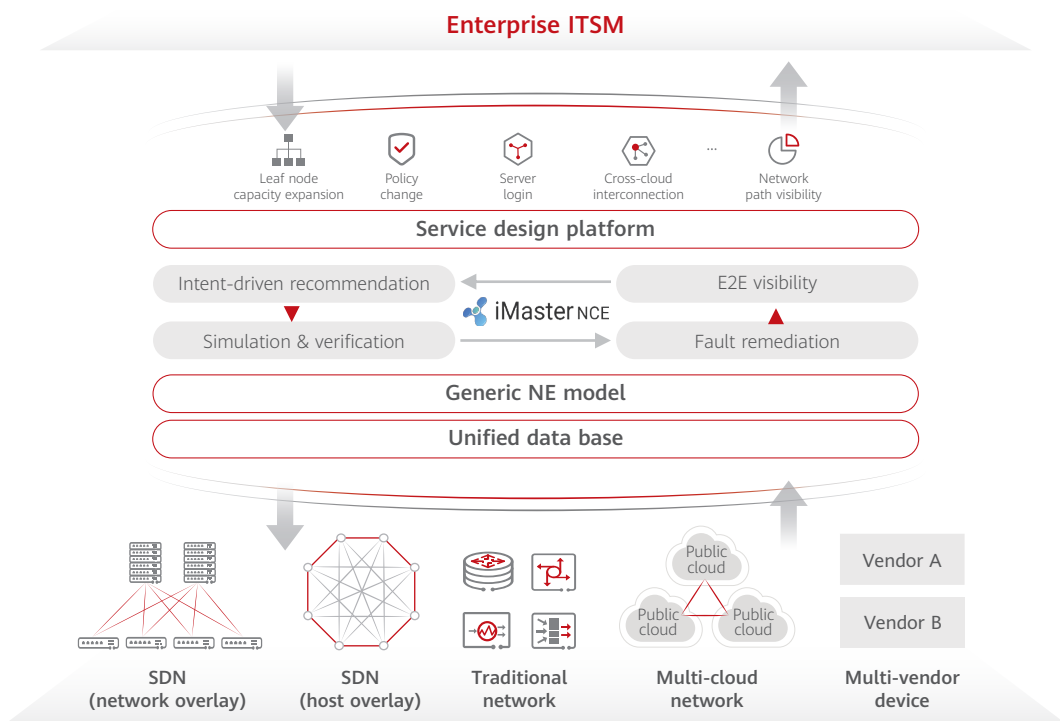 Enterprise ITSM
Leaf node
capacity expansion
Policy
change
Server
login
Cross-cloud
interconnection
...
Network
path visibility
Service design platform
Intent-driven recommendation
E2E visibility
iMaster NCE
Simulation & verification
Fault remediation
Generic NE model
Unified data base
Public
cloud
Public
cloud
Public
cloud
Vendor A
Vendor B
SDN
(network overlay)
SDN
(host overlay)
Traditional
network
Multi-cloud
network
Multi-vendor
device